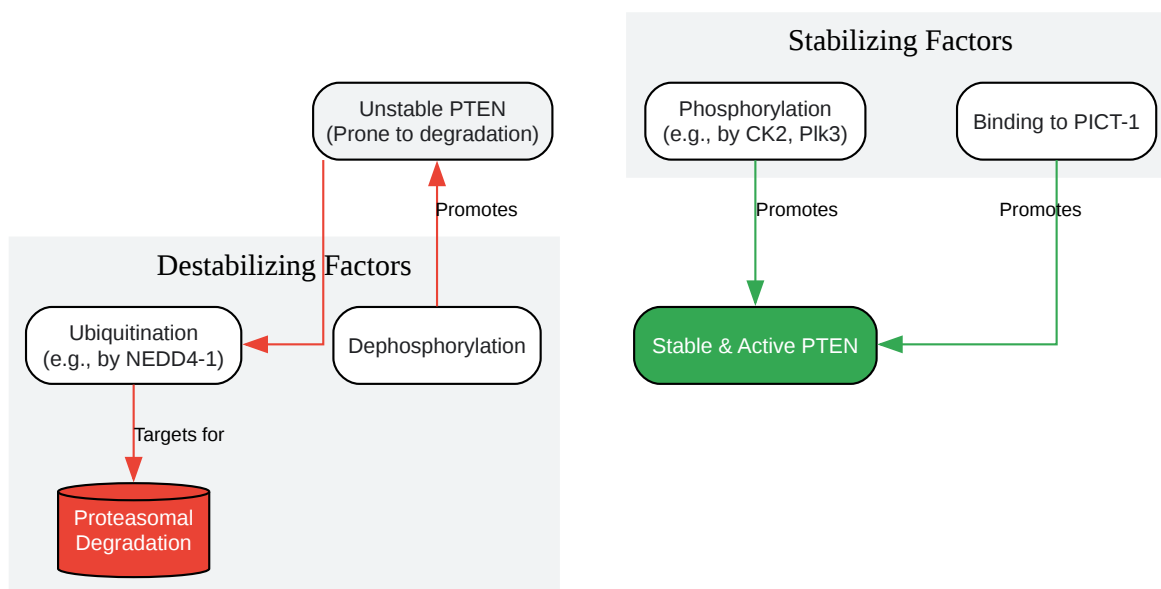 Stabilizing Factors
Unstable PTEN
(Prone to degradation)
Phosphorylation
(e.g., by CK2, Plk3)
Binding to PICT-1
Promotes
Promotes
Promotes
Destabilizing Factors
Ubiquitination
(e.g., by NEDD4-1)
Dephosphorylation
Stable & Active PTEN
Targets for
Proteasomal
Degradation